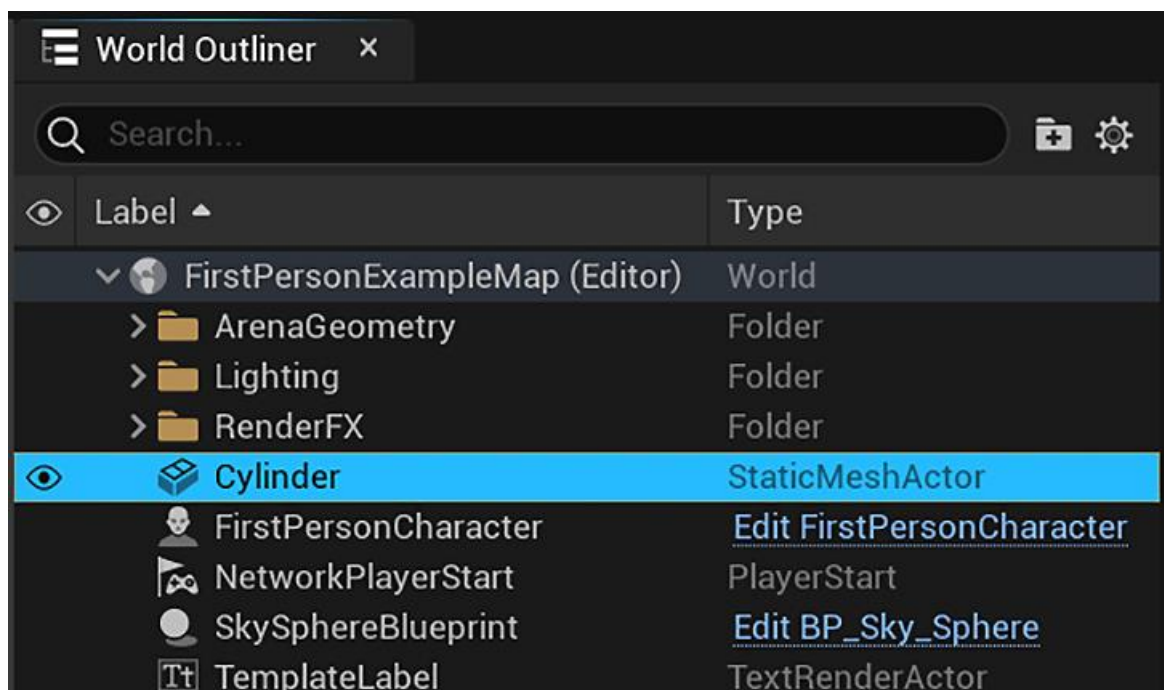 World Outliner ×
Search...
Label Type
FirstPersonExampleMap (Editor) World
ArenaGeometry Folder
Lighting Folder
RenderFX Folder
Cylinder StaticMeshActor
FirstPersonCharacter Edit FirstPersonCharacter
NetworkPlayerStart PlayerStart
SkySphereBlueprint Edit BP_Sky_Sphere
Tt TemplateLabel TextRenderActor